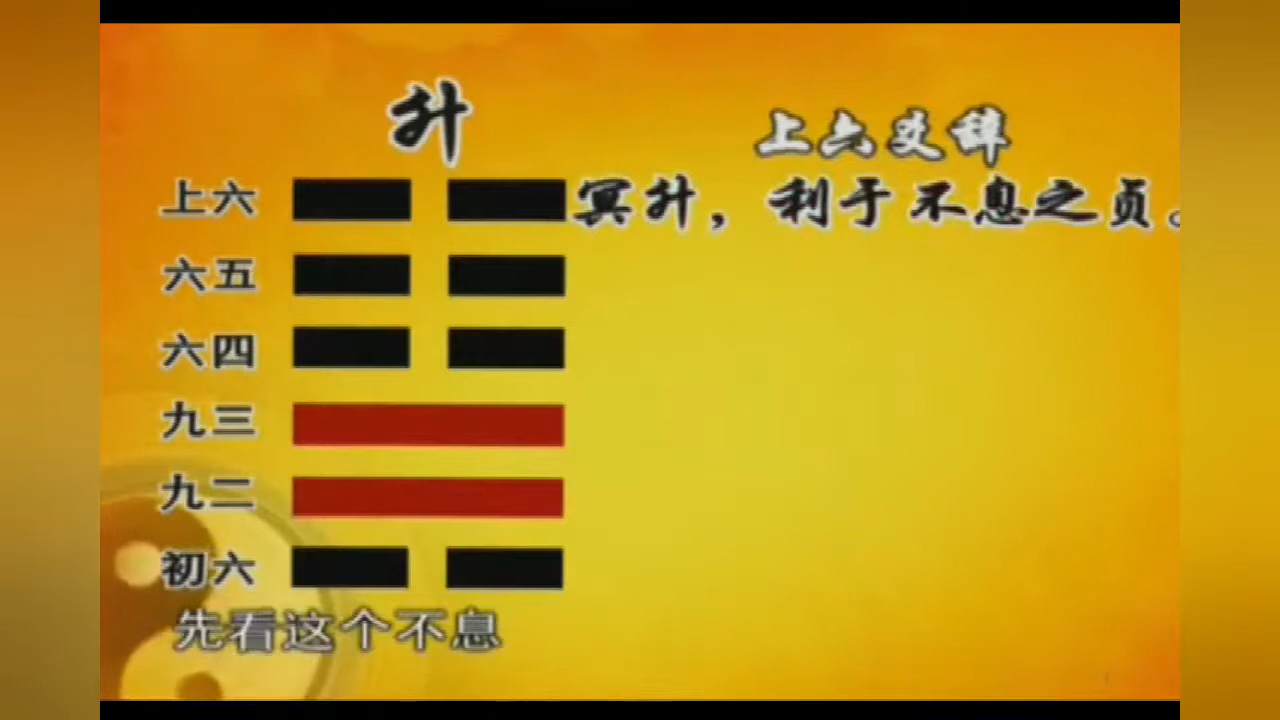 升
上六爻辞
上六
冥升，利于不息之贞。
六五
六四
九三
九二
初六
先看这个不息